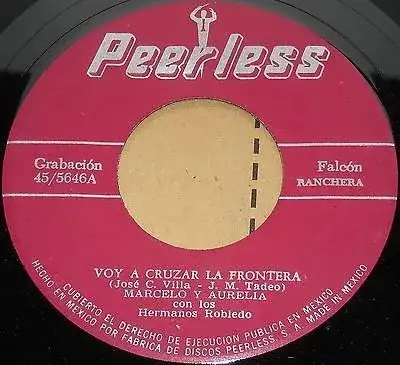 Peerless
Grabación
45/5646A
Falcón
RANCHERA
VOY A CRUZAR LA FRONTERA
(José C. Villa - J. M. Tadeo)
MARCELO Y AURELIA
con los
Hermanos Robledo
CUBIERTO EL DERECHO DE EJECUCION PUBLICA EN MEXICO
HECHO EN MEXICO POR FABRICA DE DISCOS PEERLESS, S. A. MADE IN MEXICO